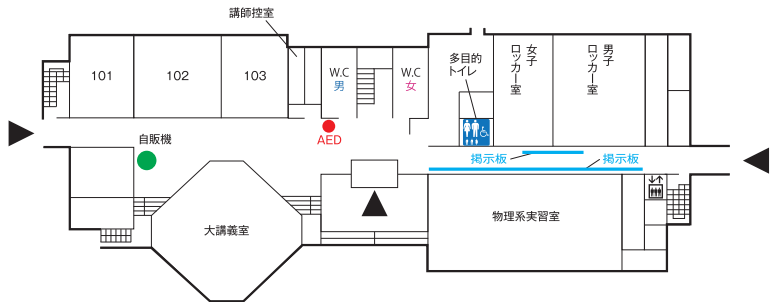 講師控室
101
102
103
W.C
男
W.C
女
多目的
トイレ
女子
ロッカー室
男子
ロッカー室
自販機
AED
掲示板
掲示板
大講義室
物理系実習室